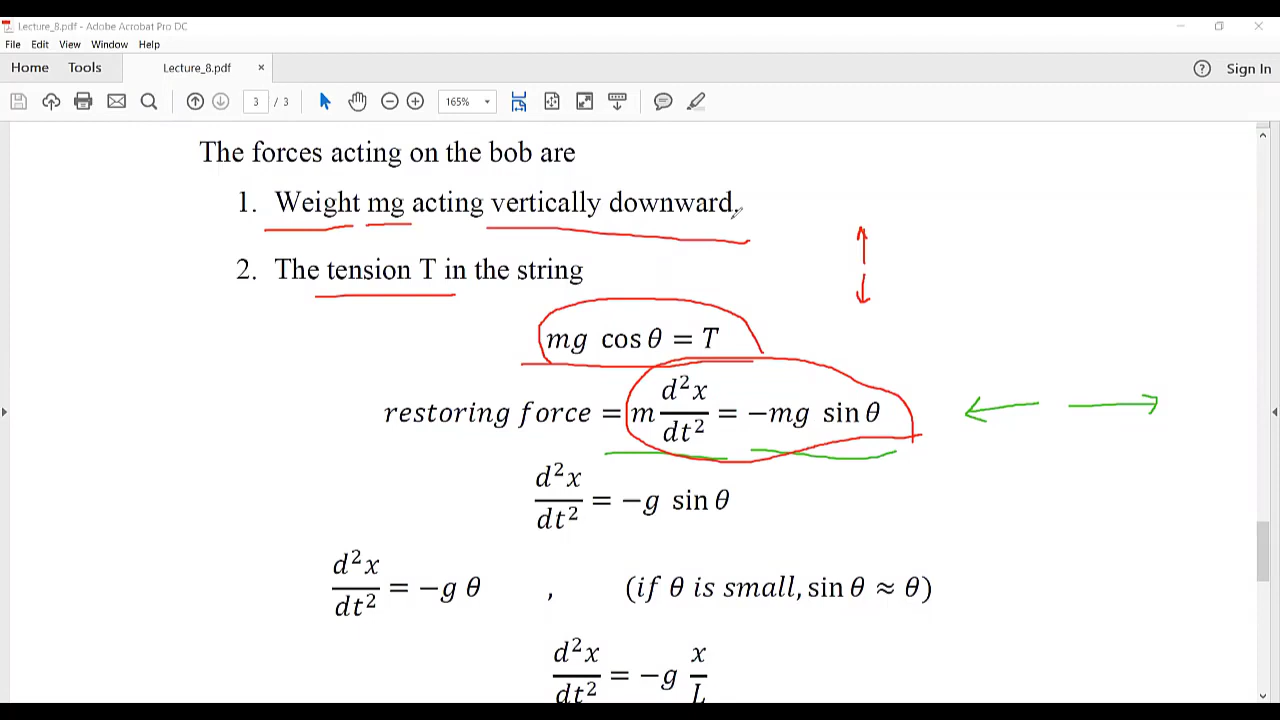 Lecture_8.pdf - Adobe Acrobat Pro DC
File Edit View Window Help
Home Tools Lecture_8.pdf × Sign In
3 / 3 165%
The forces acting on the bob are
1. Weight mg acting vertically downward.
2. The tension T in the string
mg cos θ = T
restoring force = m d²x/dt² = −mg sin θ
d²x/dt² = −g sin θ
d²x/dt² = −g θ , (if θ is small, sin θ ≈ θ)
d²x/dt² = −g x/L